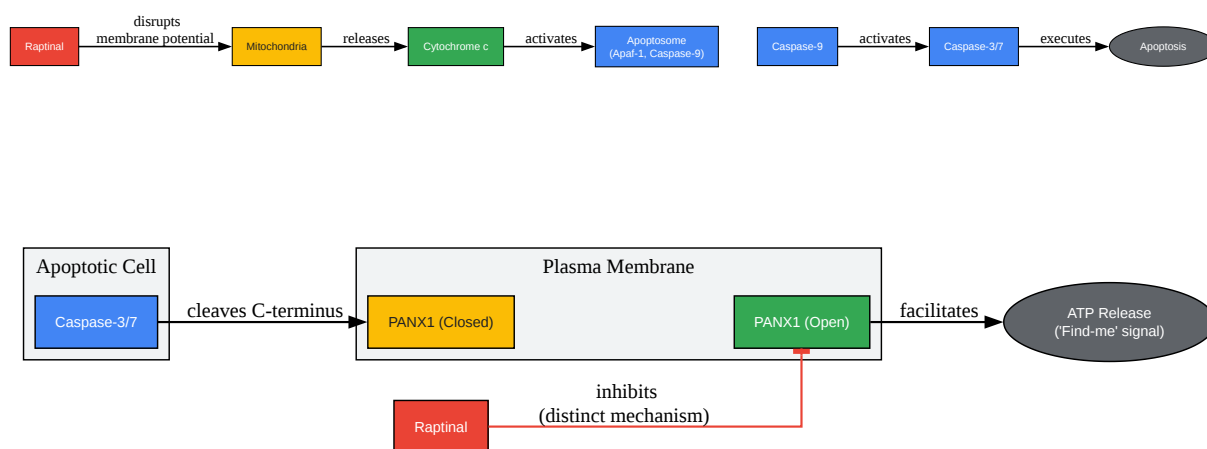 disrupts
membrane potential
Raptinal
Mitochondria
releases
Cytochrome c
activates
Apoptosome
(Apaf-1, Caspase-9)
Caspase-9
activates
Caspase-3/7
executes
Apoptosis
Apoptotic Cell
Caspase-3/7
cleaves C-terminus
Plasma Membrane
PANX1 (Closed)
PANX1 (Open)
facilitates
ATP Release
('Find-me' signal)
inhibits
(distinct mechanism)
Raptinal